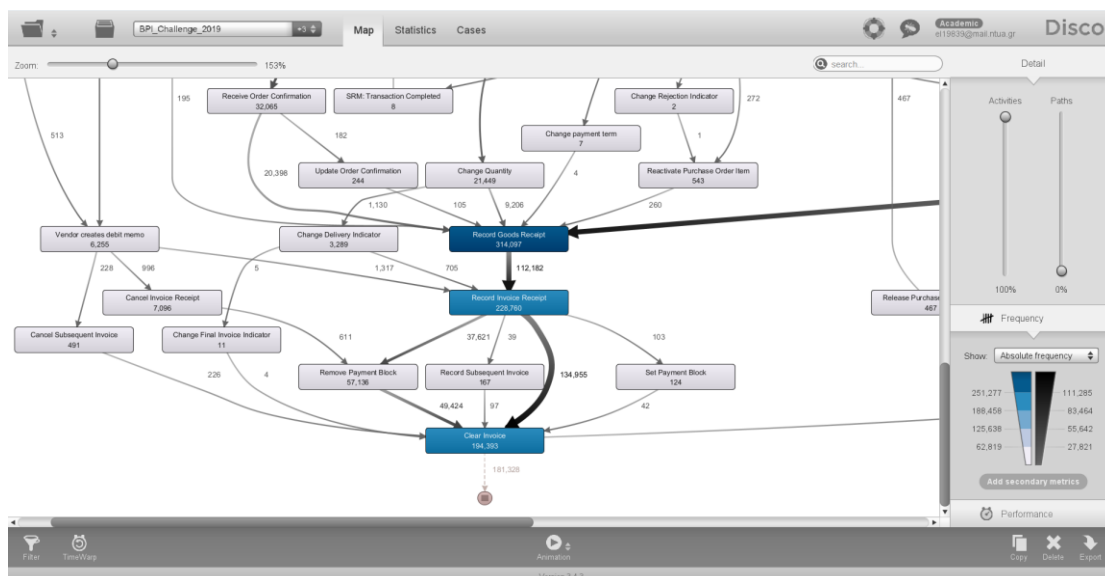 BPI_Challenge_2019
+3
Map
Statistics
Cases
Academic
el19839@mail.ntua.gr
Disco
Zoom:
153%
search...
Detail
195
Receive Order Confirmation
32,065
SRM: Transaction Completed
8
Change Rejection Indicator
2
272
467
Activities
Paths
513
182
Change payment term
7
1
20,398
Update Order Confirmation
244
Change Quantity
21,449
4
Reactivate Purchase Order Item
543
1,130
105
9,206
260
Vendor creates debit memo
6,255
Change Delivery Indicator
3,289
Record Goods Receipt
314,097
228
996
5
1,317
705
112,182
100%
0%
Cancel Invoice Receipt
7,096
Record Invoice Receipt
228,760
Release Purchase
467
Frequency
Cancel Subsequent Invoice
491
Change Final Invoice Indicator
11
611
37,621
39
103
Show:
Absolute frequency
226
4
Remove Payment Block
57,136
Record Subsequent Invoice
167
134,955
Set Payment Block
124
251,277
111,285
49,424
97
42
188,458
83,464
125,638
55,642
Clear Invoice
194,393
62,819
27,821
181,328
Add secondary metrics
Performance
Filter
TimeWarp
Animation
Copy
Delete
Export